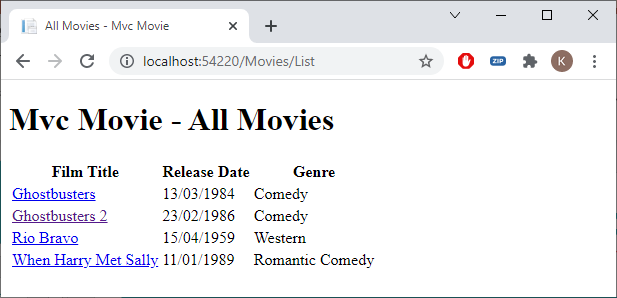 All Movies - Mvc Movie
localhost:54220/Movies/List
ZIP
K
Mvc Movie - All Movies
Film Title Release Date Genre
Ghostbusters 13/03/1984 Comedy
Ghostbusters 2 23/02/1986 Comedy
Rio Bravo 15/04/1959 Western
When Harry Met Sally 11/01/1989 Romantic Comedy